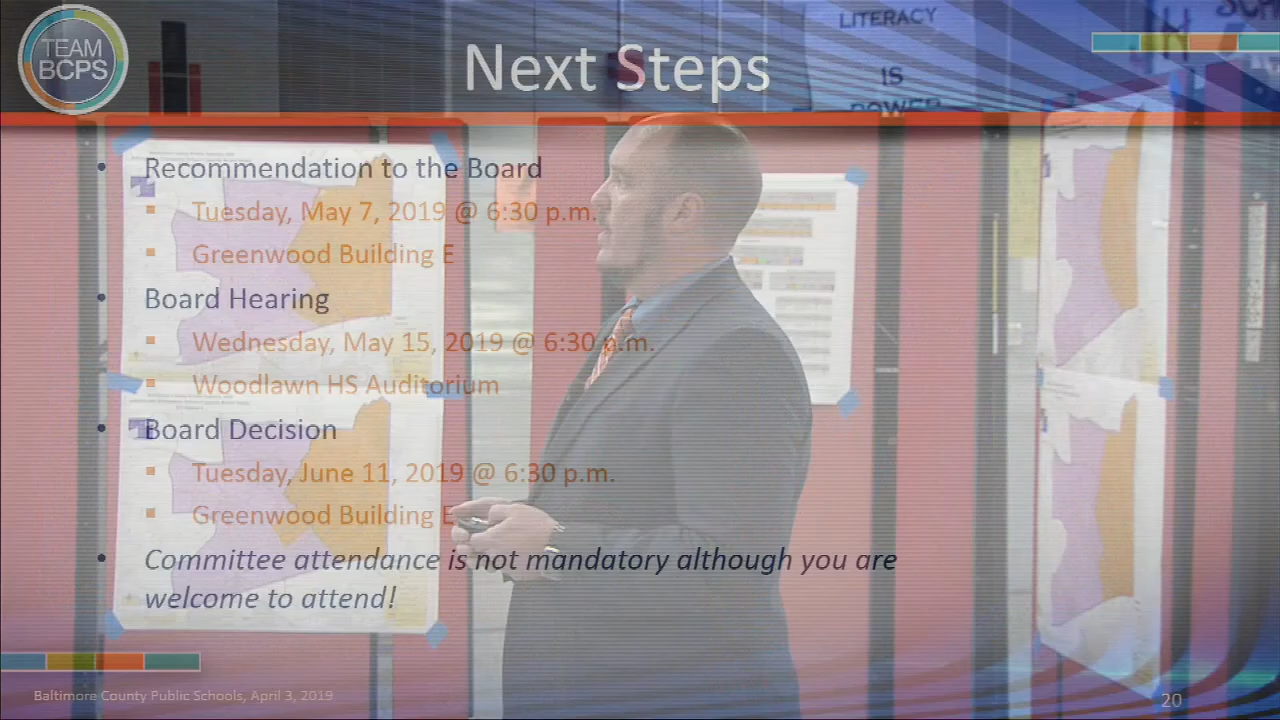 TEAM
BCPS
Next Steps
LITERACY
IS
POWER
• Recommendation to the Board
▪ Tuesday, May 7, 2019 @ 6:30 p.m.
▪ Greenwood Building E
• Board Hearing
▪ Wednesday, May 15, 2019 @ 6:30 p.m.
▪ Woodlawn HS Auditorium
• Board Decision
▪ Tuesday, June 11, 2019 @ 6:30 p.m.
▪ Greenwood Building E
• Committee attendance is not mandatory although you are
welcome to attend!
Baltimore County Public Schools, April 3, 2019
20